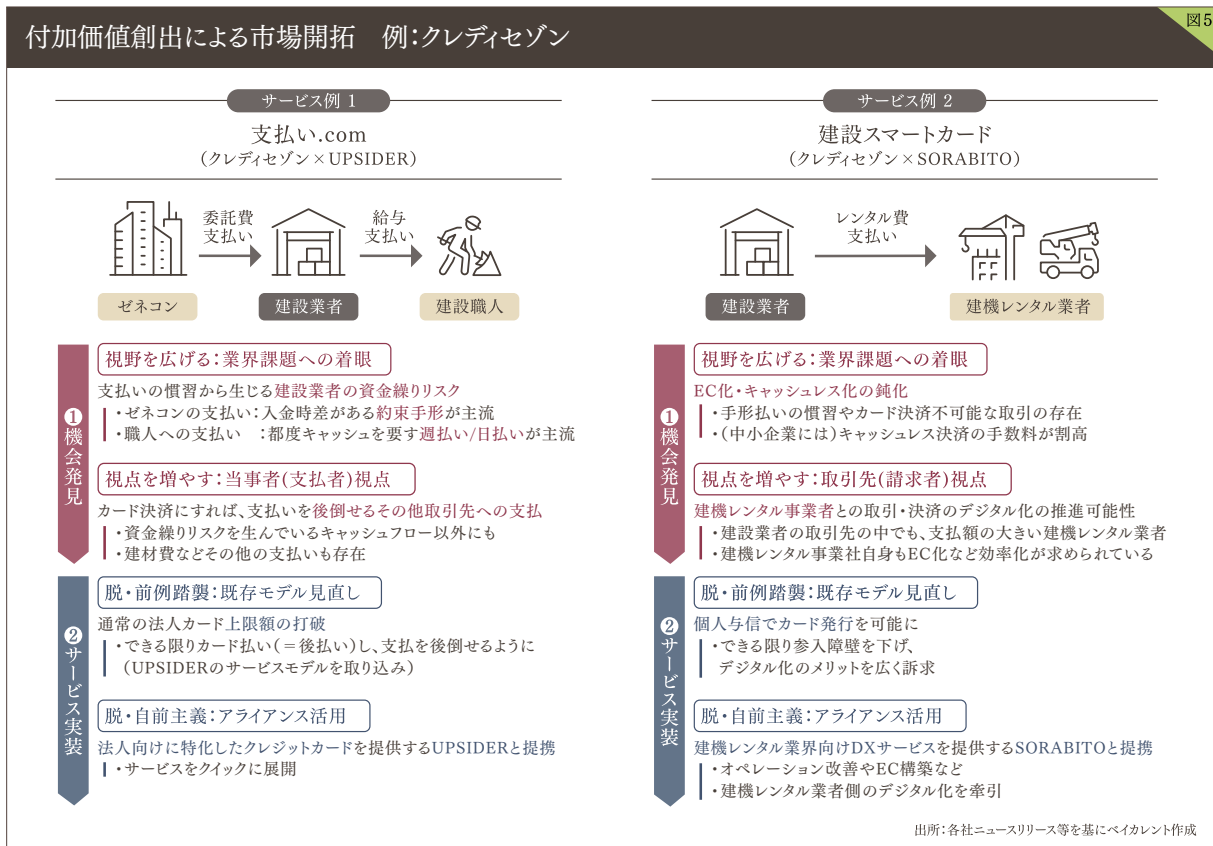 付加価値創出による市場開拓　例：クレディセゾン
図5
サービス例 1
支払い.com
（クレディセゾン×UPSIDER）
委託費
支払い
給与
支払い
ゼネコン
建設業者
建設職人
❶機会発見
視野を広げる：業界課題への着眼
支払いの慣習から生じる建設業者の資金繰りリスク
・ゼネコンの支払い：入金時差がある約束手形が主流
・職人への支払い　：都度キャッシュを要す週払い/日払いが主流
視点を増やす：当事者(支払者)視点
カード決済にすれば、支払いを後倒せるその他取引先への支払
・資金繰りリスクを生んでいるキャッシュフロー以外にも
・建材費などその他の支払いも存在
❷サービス実装
脱・前例踏襲：既存モデル見直し
通常の法人カード上限額の打破
・できる限りカード払い（＝後払い）し、支払を後倒せるように
（UPSIDERのサービスモデルを取り込み）
脱・自前主義：アライアンス活用
法人向けに特化したクレジットカードを提供するUPSIDERと提携
・サービスをクイックに展開
サービス例 2
建設スマートカード
（クレディセゾン×SORABITO）
レンタル費
支払い
建設業者
建機レンタル業者
❶機会発見
視野を広げる：業界課題への着眼
EC化・キャッシュレス化の鈍化
・手形払いの慣習やカード決済不可能な取引の存在
・（中小企業には）キャッシュレス決済の手数料が割高
視点を増やす：取引先(請求者)視点
建機レンタル事業者との取引・決済のデジタル化の推進可能性
・建設業者の取引先の中でも、支払額の大きい建機レンタル業者
・建機レンタル事業社自身もEC化など効率化が求められている
❷サービス実装
脱・前例踏襲：既存モデル見直し
個人与信でカード発行を可能に
・できる限り参入障壁を下げ、
デジタル化のメリットを広く訴求
脱・自前主義：アライアンス活用
建機レンタル業界向けDXサービスを提供するSORABITOと提携
・オペレーション改善やEC構築など
・建機レンタル業者側のデジタル化を牽引
出所：各社ニュースリリース等を基にベイカレント作成